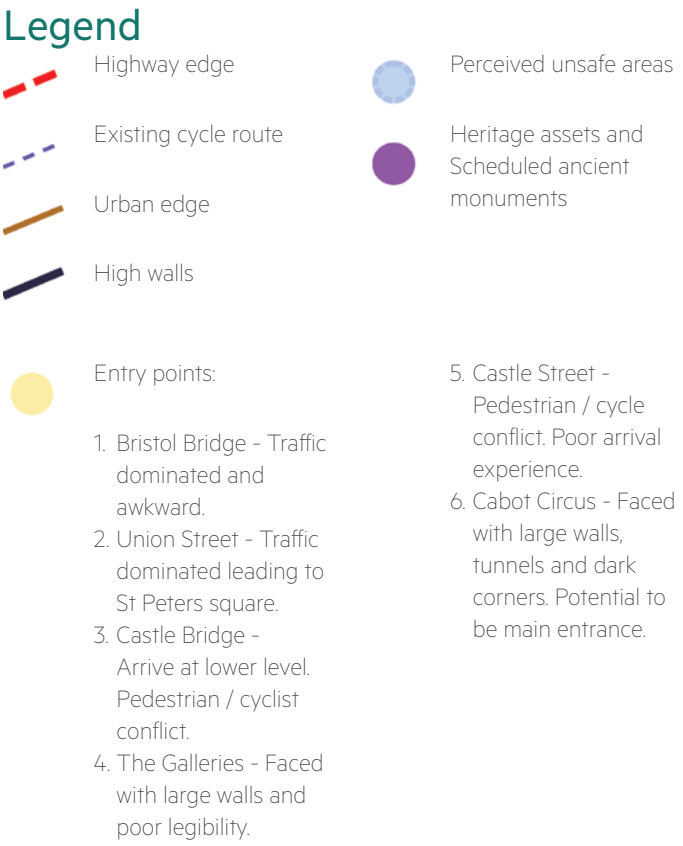 Legend
Highway edge
Existing cycle route
Urban edge
High walls
Perceived unsafe areas
Heritage assets and
Scheduled ancient
monuments
Entry points:
1. Bristol Bridge - Traffic
dominated and
awkward.
2. Union Street - Traffic
dominated leading to
St Peters square.
3. Castle Bridge -
Arrive at lower level.
Pedestrian / cyclist
conflict.
4. The Galleries - Faced
with large walls and
poor legibility.
5. Castle Street -
Pedestrian / cycle
conflict. Poor arrival
experience.
6. Cabot Circus - Faced
with large walls,
tunnels and dark
corners. Potential to
be main entrance.